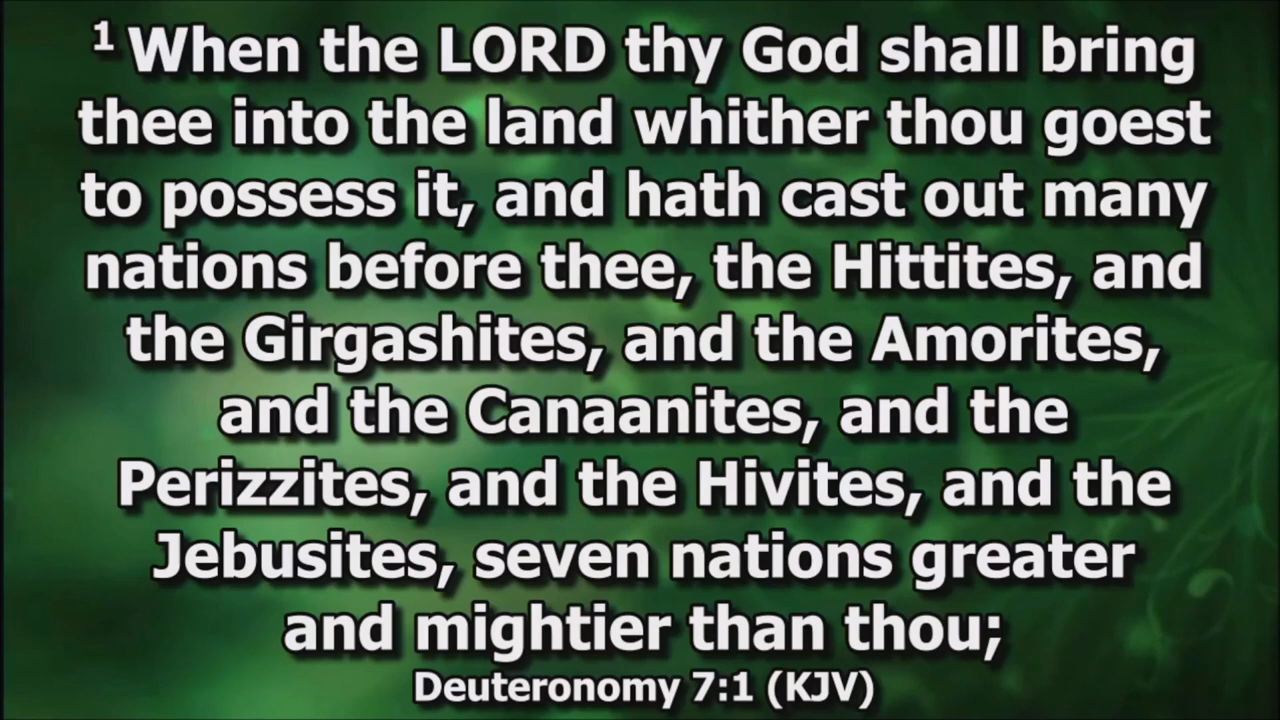 1 When the LORD thy God shall bring
thee into the land whither thou goest
to possess it, and hath cast out many
nations before thee, the Hittites, and
the Girgashites, and the Amorites,
and the Canaanites, and the
Perizzites, and the Hivites, and the
Jebusites, seven nations greater
and mightier than thou;
Deuteronomy 7:1 (KJV)